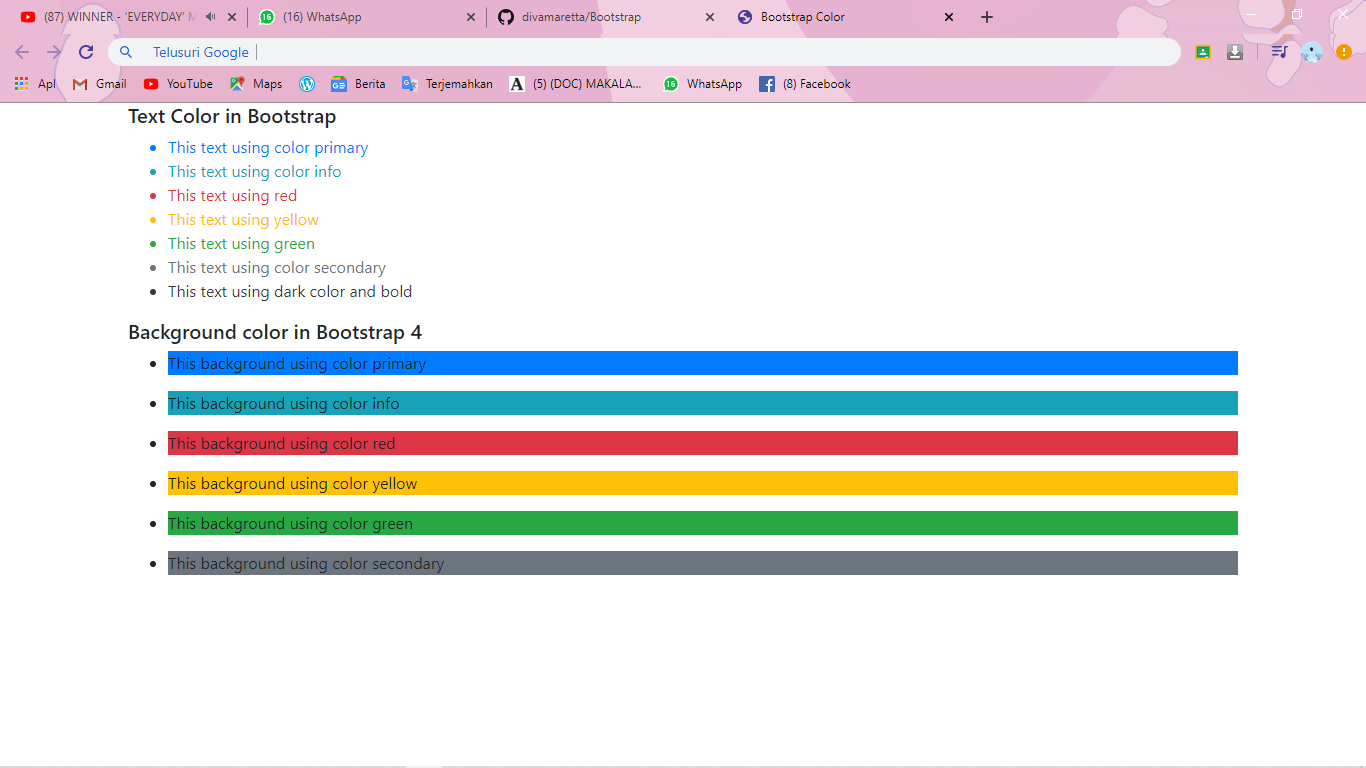 (87) WINNER - 'EVERYDAY' M
(16) WhatsApp
divamaretta/Bootstrap
Bootstrap Color
Telusuri Google
Apl
Gmail
YouTube
Maps
Berita
Terjemahkan
A (5) (DOC) MAKALA...
16 WhatsApp
(8) Facebook
Text Color in Bootstrap
This text using color primary
This text using color info
This text using red
This text using yellow
This text using green
This text using color secondary
This text using dark color and bold
Background color in Bootstrap 4
This background using color primary
This background using color info
This background using color red
This background using color yellow
This background using color green
This background using color secondary